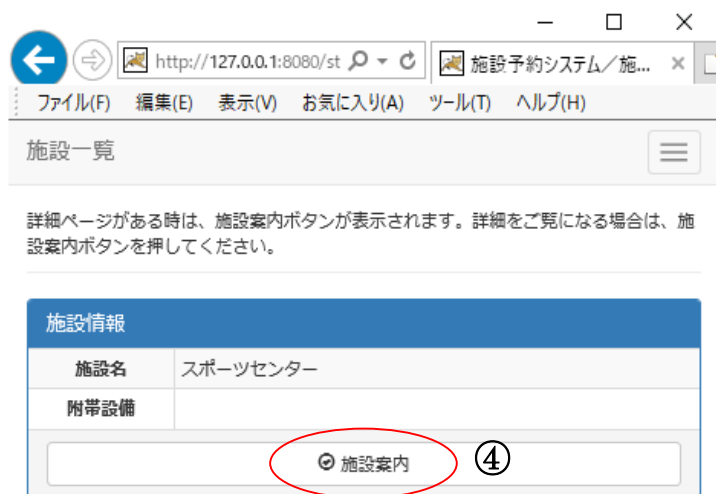 http://127.0.0.1:8080/st
施設予約システム／施...
ファイル(F) 編集(E) 表示(V) お気に入り(A) ツール(T) ヘルプ(H)
施設一覧
詳細ページがある時は、施設案内ボタンが表示されます。詳細をご覧になる場合は、施
設案内ボタンを押してください。
施設情報
施設名 スポーツセンター
附帯設備
施設案内 ④